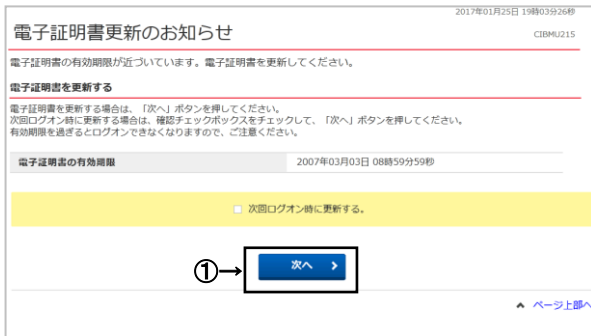 2017年01月25日 19時03分26秒
電子証明書更新のお知らせ
CIBMU215
電子証明書の有効期限が近づいています。電子証明書を更新してください。
電子証明書を更新する
電子証明書を更新する場合は、「次へ」ボタンを押してください。
次回ログオン時に更新する場合は、確認チェックボックスをチェックして、「次へ」ボタンを押してください。
有効期限を過ぎるとログオンできなくなりますので、ご注意ください。
電子証明書の有効期限 2007年03月03日 08時59分59秒
次回ログオン時に更新する。
①→ 次へ
ページ上部へ